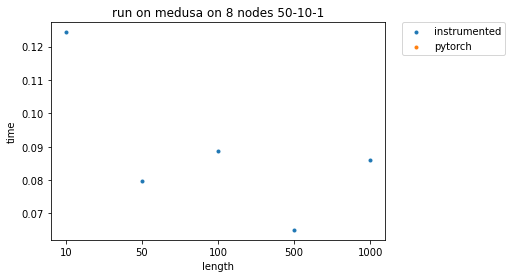 run on medusa on 8 nodes 50-10-1
instrumented
pytorch
time
0.12
0.11
0.10
0.09
0.08
0.07
10 50 100 500 1000
length